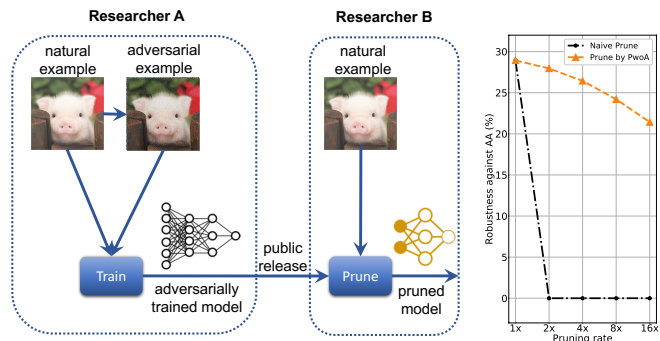 Researcher A
Researcher B
natural
example
adversarial
example
natural
example
Train
adversarially
trained model
public
release
Prune
pruned
model
Naive Prune
Prune by PwoA
Robustness against AA (%)
30
25
20
15
10
5
0
1x 2x 4x 8x 16x
Pruning rate